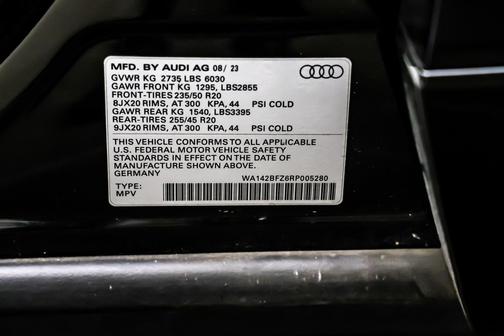 MFD. BY AUDI AG 08/ 23
GVWR KG 2735 LBS 6030
GAWR FRONT KG 1295, LBS2855
FRONT-TIRES 235/50 R20
8JX20 RIMS, AT 300 KPA, 44 PSI COLD
GAWR REAR KG 1540, LBS3395
REAR-TIRES 255/45 R20
9JX20 RIMS, AT 300 KPA, 44 PSI COLD
THIS VEHICLE CONFORMS TO ALL APPLICABLE
U.S. FEDERAL MOTOR VEHICLE SAFETY
STANDARDS IN EFFECT ON THE DATE OF
MANUFACTURE SHOWN ABOVE.
GERMANY WA142BFZ6RP005280
TYPE:
MPV